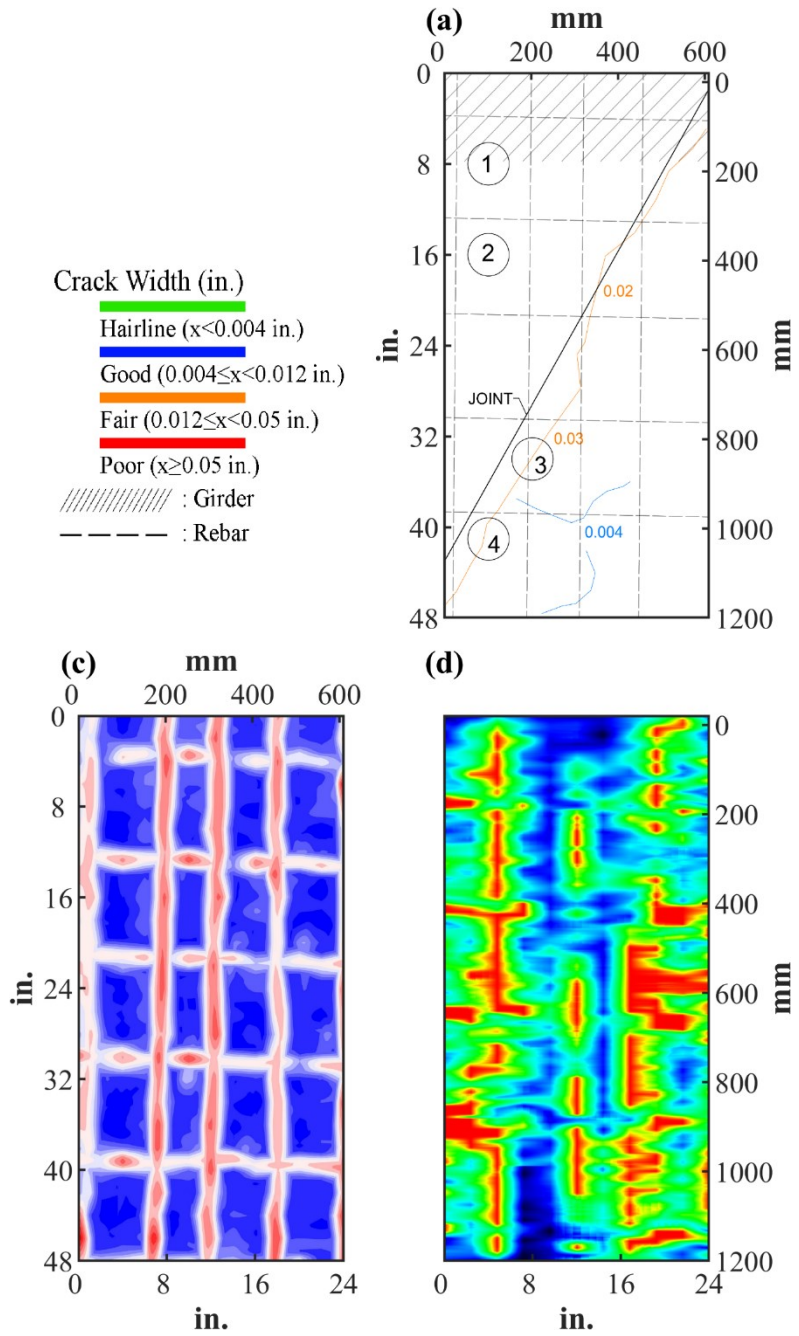 (a)
mm
0 200 400 600
0
8
16
24
32
40
48
in.
0
200
400
600
800
1000
1200
mm
1
2
3
4
0.02
JOINT
0.03
0.004
Crack Width (in.)
Hairline (x<0.004 in.)
Good (0.004≤x<0.012 in.)
Fair (0.012≤x<0.05 in.)
Poor (x≥0.05 in.)
: Girder
: Rebar
(c)
mm
0 200 400 600
0
8
16
24
32
40
48
in.
0 8 16 24
in.
(d)
0
200
400
600
800
1000
1200
mm
0 8 16 24
in.